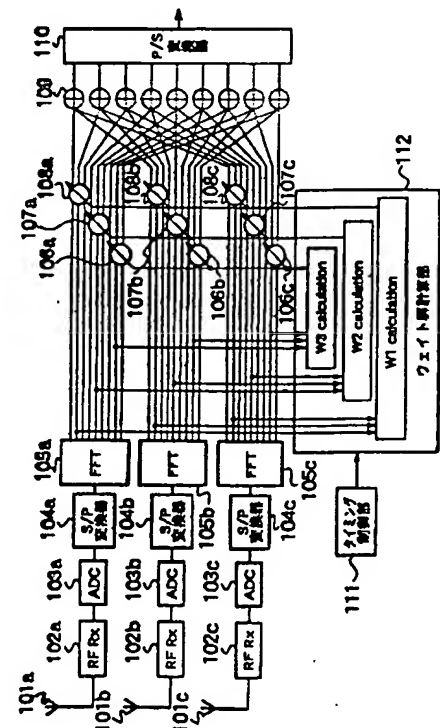 110
P/S
変換器
109
108a
107a
106a
108b
107b
106b
108c
107c
106c
112
W3 calculation
W2 calculation
W1 calculation
ウェイト係計算部
105a
FFT
105b
FFT
105c
FFT
104a
S/P
変換器
104b
S/P
変換器
104c
S/P
変換器
103a
ADC
103b
ADC
103c
ADC
102a
RF Rx
102b
RF Rx
102c
RF Rx
101a
101b
101c
タイミング
制御部
111